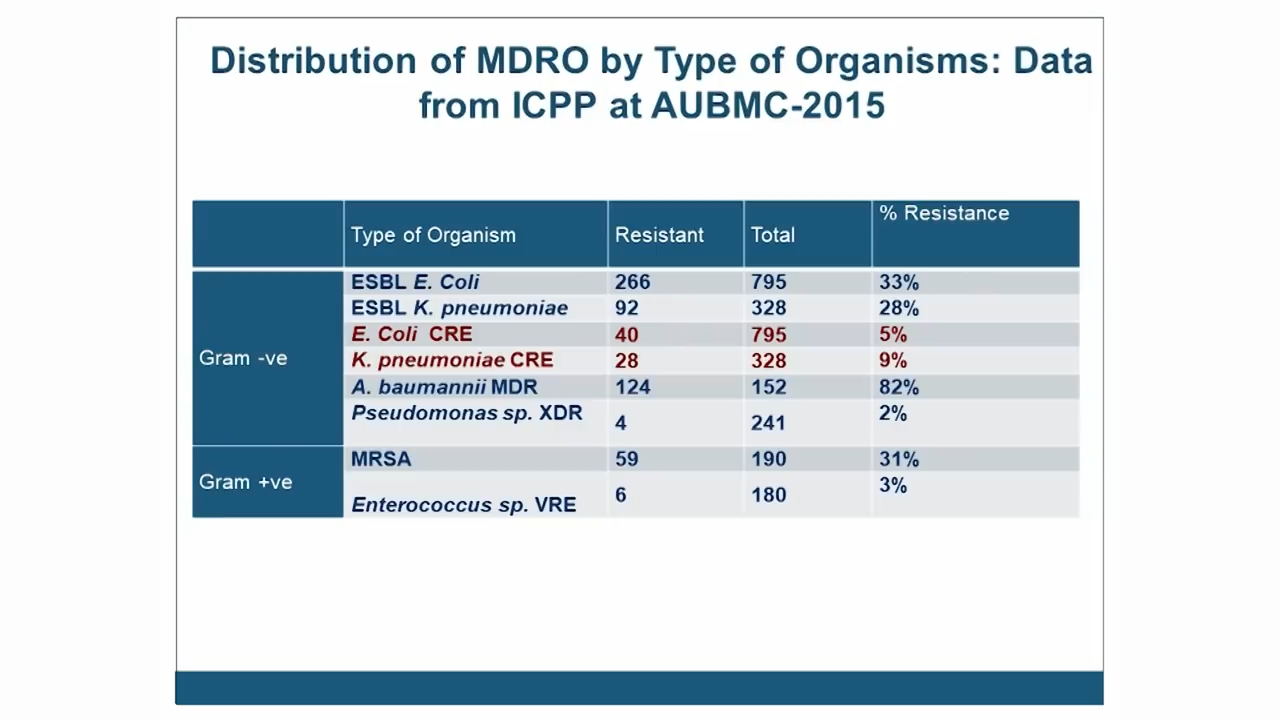 Distribution of MDRO by Type of Organisms: Data
from ICPP at AUBMC-2015
Type of Organism Resistant Total % Resistance
Gram -ve
ESBL E. Coli 266 795 33%
ESBL K. pneumoniae 92 328 28%
E. Coli CRE 40 795 5%
K. pneumoniae CRE 28 328 9%
A. baumannii MDR 124 152 82%
Pseudomonas sp. XDR 4 241 2%
Gram +ve
MRSA 59 190 31%
Enterococcus sp. VRE 6 180 3%